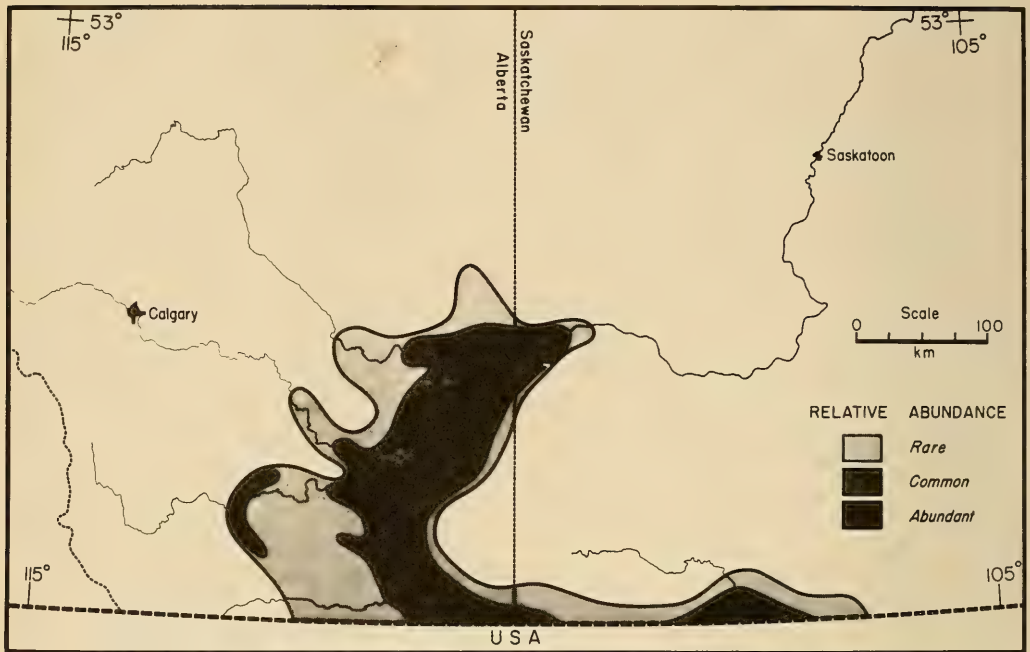 53°
115°
53°
105°
Saskatchewan
Alberta
Saskatoon
Calgary
Scale
0 100
km
RELATIVE ABUNDANCE
Rare
Common
Abundant
115°
105°
USA